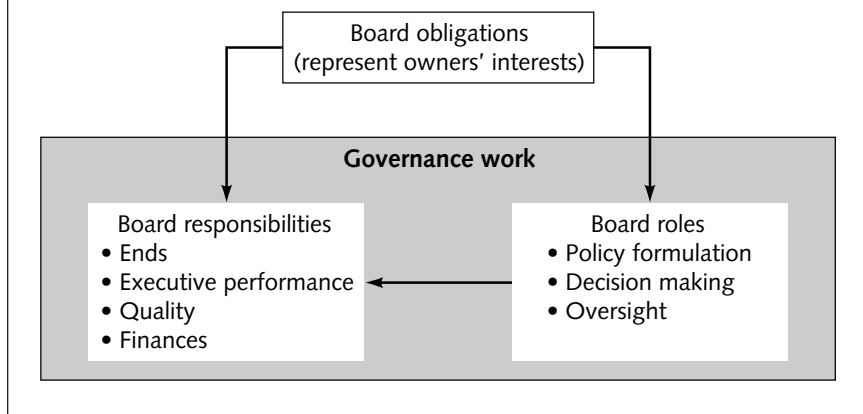 Board obligations
(represent owners’ interests)
Governance work
Board responsibilities
• Ends
• Executive performance
• Quality
• Finances
Board roles
• Policy formulation
• Decision making
• Oversight